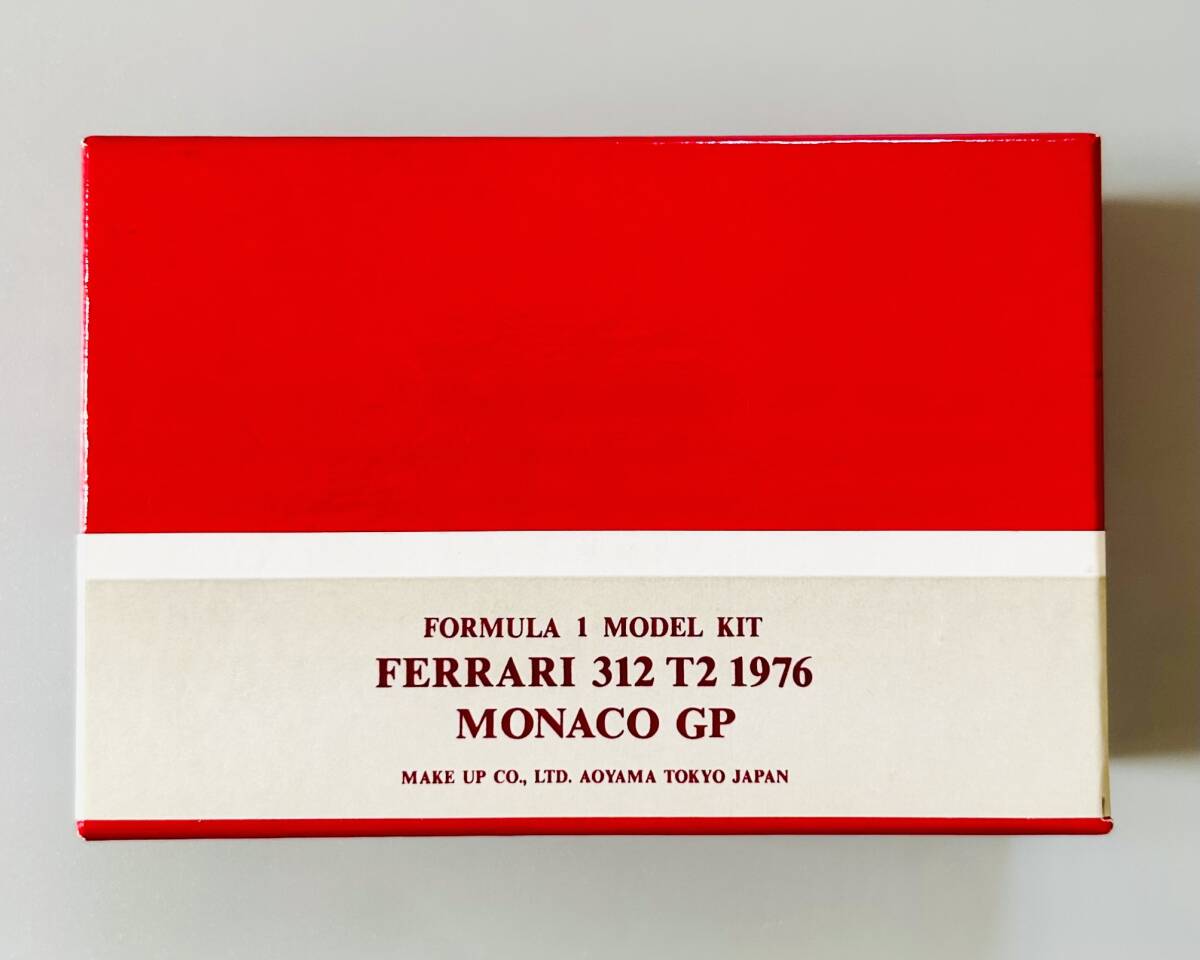 FORMULA 1 MODEL KIT
FERRARI 312 T2 1976
MONACO GP
MAKE UP CO., LTD. AOYAMA TOKYO JAPAN